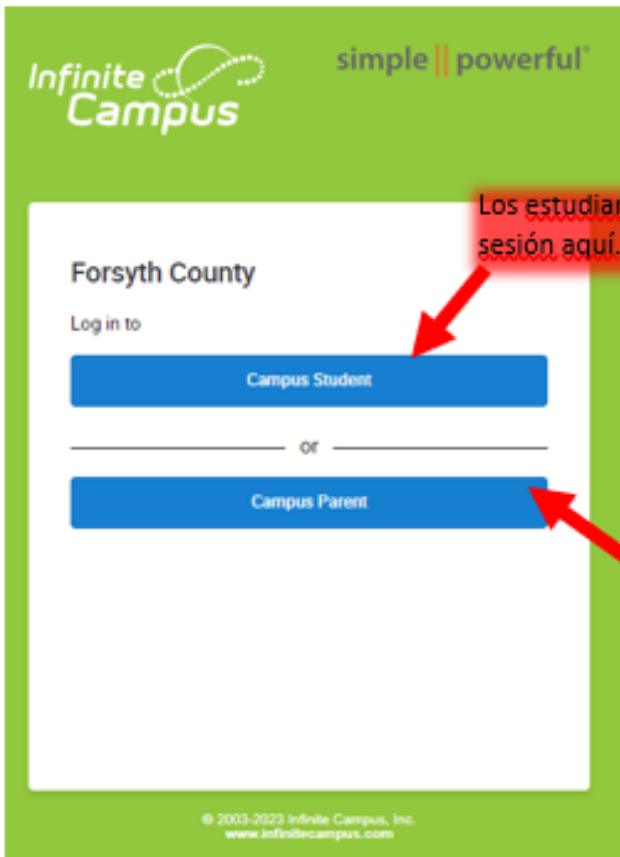 Infinite
Campus
simple || powerful®
Los
sesión aquí.
Forsyth County
Log in to
Campus Student
or
Campus Parent
© 2003-2023 Infinite Campus, Inc.
www.infinitecampus.com